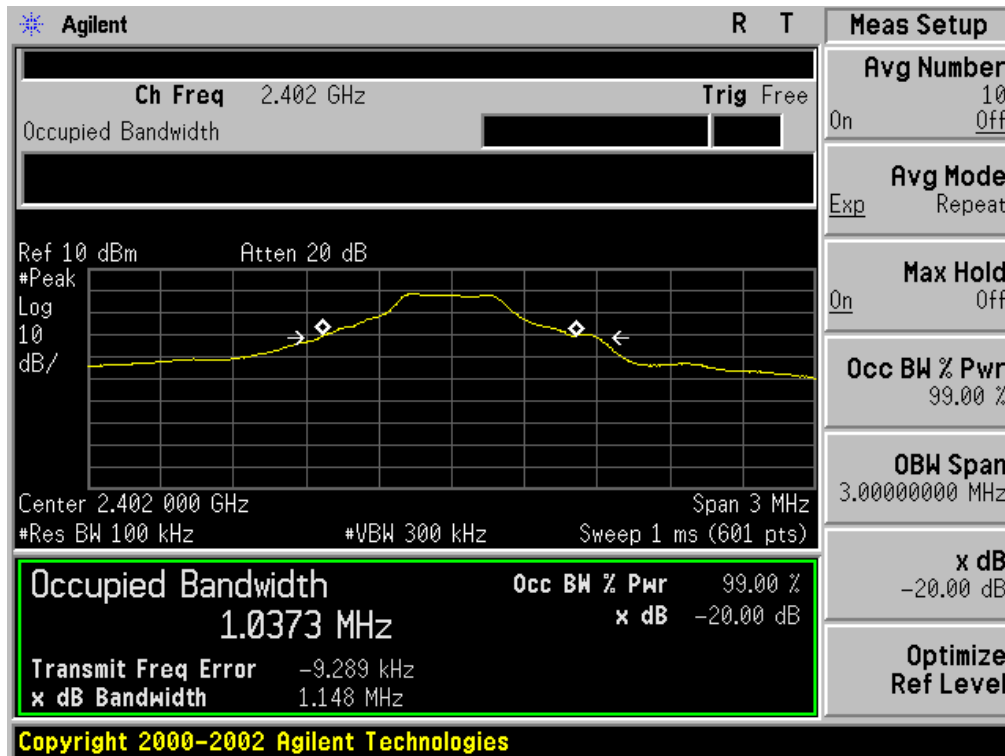 Agilent R T
Ch Freq 2.402 GHz Trig Free
Occupied Bandwidth
Ref 10 dBm Atten 20 dB
#Peak
Log
10
dB/
Center 2.402 000 GHz Span 3 MHz
#Res BW 100 kHz #VBW 300 kHz Sweep 1 ms (601 pts)
Occupied Bandwidth
1.0373 MHz
Occ BW % Pwr 99.00 %
x dB -20.00 dB
Transmit Freq Error -9.289 kHz
x dB Bandwidth 1.148 MHz
Copyright 2000-2002 Agilent Technologies
Meas Setup
Avg Number
10
On Off
Avg Mode
Exp Repeat
Max Hold
On Off
Occ BW % Pwr
99.00 %
OBW Span
3.00000000 MHz
x dB
-20.00 dB
Optimize
Ref Level